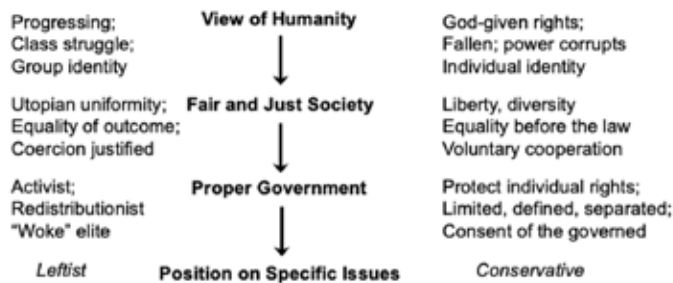 Progressing;
Class struggle;
Group identity
View of Humanity
God-given rights;
Fallen; power corrupts
Individual identity
Utopian uniformity;
Equality of outcome;
Coercion justified
Fair and Just Society
Liberty, diversity
Equality before the law
Voluntary cooperation
Activist;
Redistributionist
“Woke” elite
Proper Government
Protect individual rights;
Limited, defined, separated;
Consent of the governed
Leftist
Position on Specific Issues
Conservative